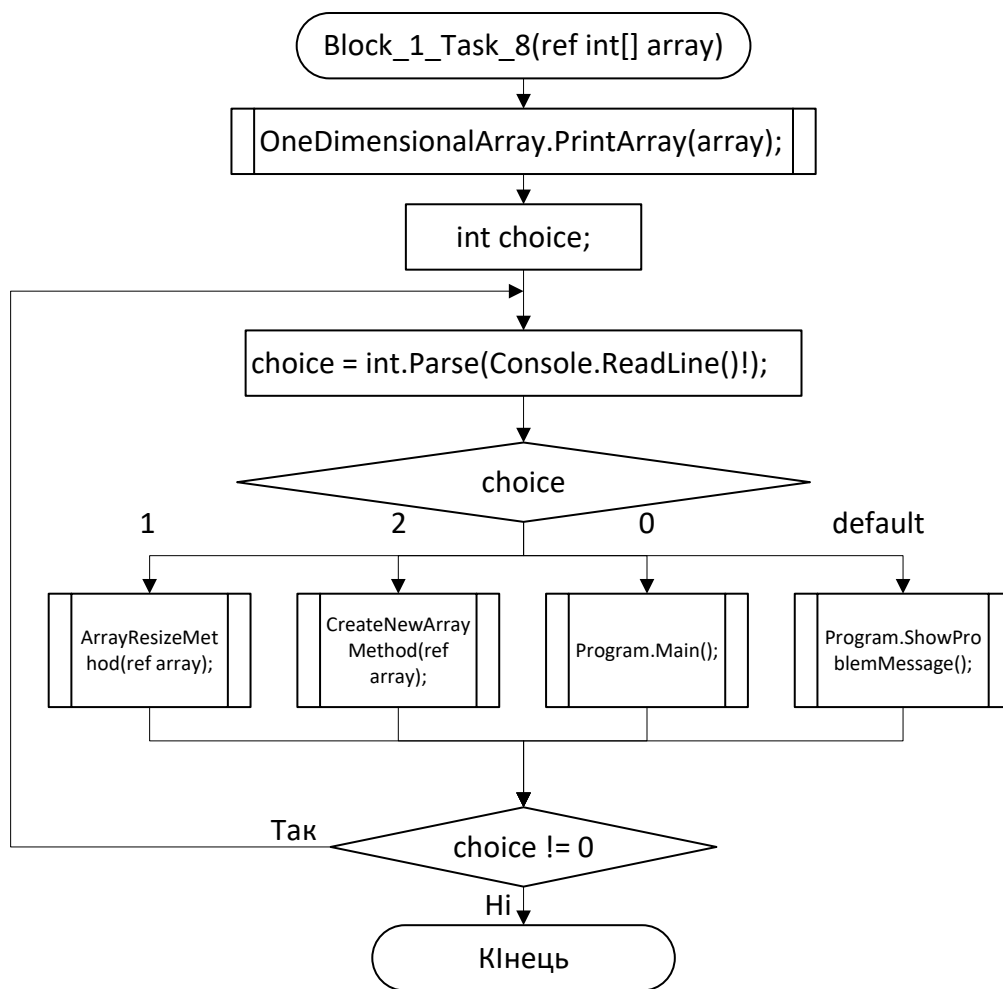 Block_1_Task_8(ref int[] array)
OneDimensionalArray.PrintArray(array);
int choice;
choice = int.Parse(Console.ReadLine()!);
choice
1
2
0
default
ArrayResizeMet
hod(ref array);
CreateNewArray
Method(ref
array);
Program.Main();
Program.ShowPro
blemMessage();
Так
choice != 0
Ні
КІнець